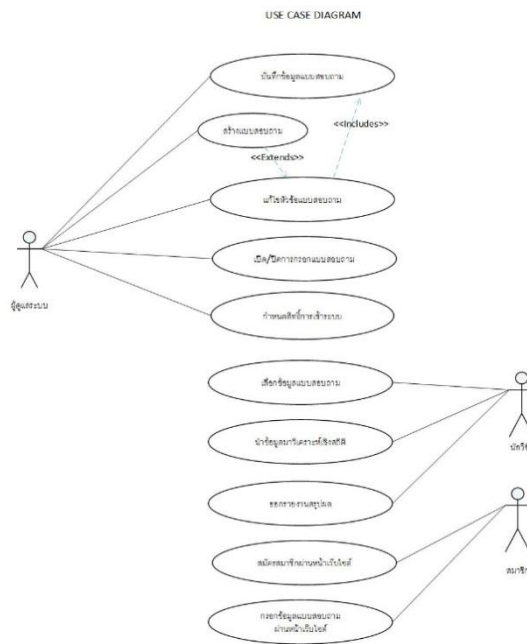 USE CASE DIAGRAM
บันทึกข้อมูลแบบสอบถาม
<<Includes>>
สร้างแบบสอบถาม
<<Extends>>
แก้ไขหัวข้อแบบสอบถาม
เปิด/ปิดการกรอกแบบสอบถาม
ผู้ดูแลระบบ
กำหนดสิทธิ์การเข้าระบบ
เลือกข้อมูลแบบสอบถาม
นำข้อมูลมาวิเคราะห์เชิงสถิติ
ออกรายงานสรุปผล
สมัครสมาชิกผ่านหน้าเว็บไซต์
สมาชิก
กรอกข้อมูลแบบสอบถาม
ผ่านหน้าเว็บไซต์